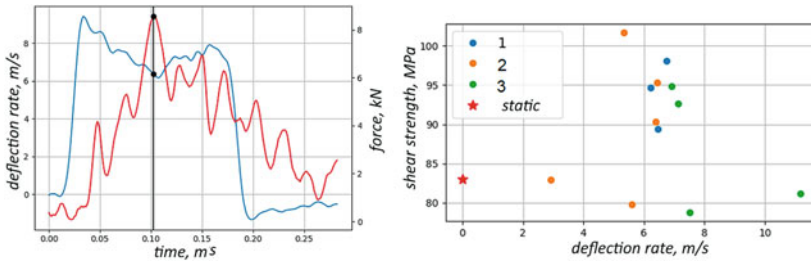 deflection rate, m/s
8
6
4
2
0
0.00 0.05 0.10 0.15 0.20 0.25
time, ms
8
6
4
2
0
force, kN
shear strength, MPa
100
95
90
85
80
1
2
3
static
0 2 4 6 8 10
deflection rate, m/s